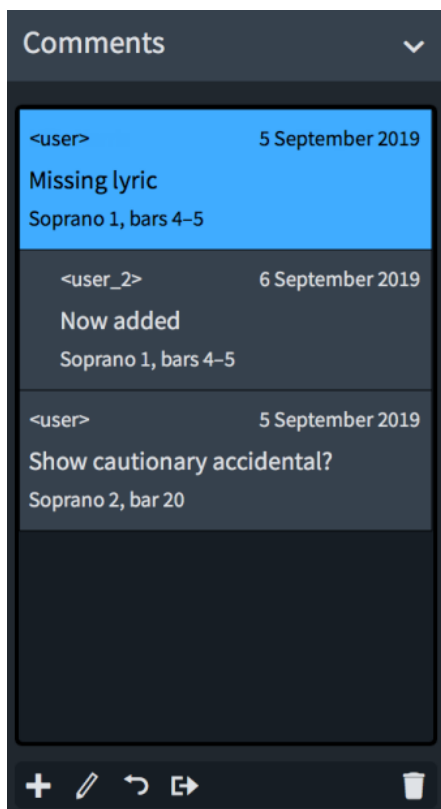 Comments
<user> 5 September 2019
Missing lyric
Soprano 1, bars 4–5
<user_2> 6 September 2019
Now added
Soprano 1, bars 4–5
<user> 5 September 2019
Show cautionary accidental?
Soprano 2, bar 20